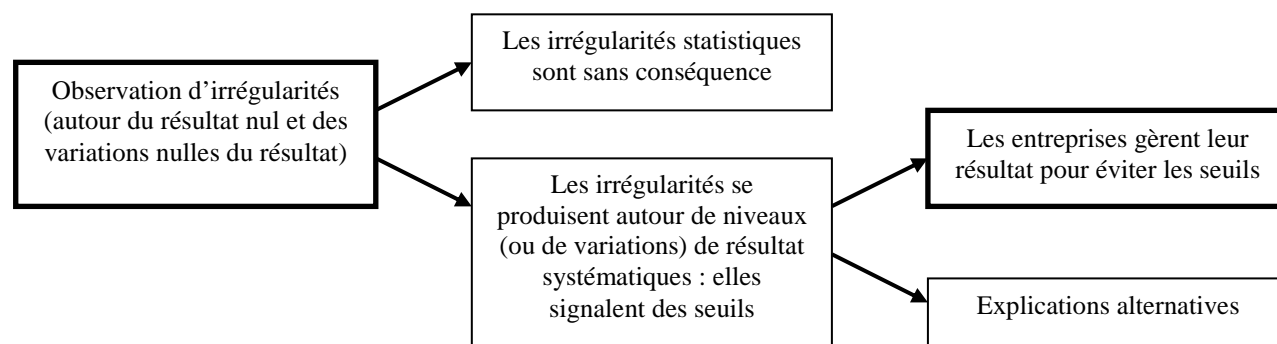 Observation d’irrégularités
(autour du résultat nul et des
variations nulles du résultat)
Les irrégularités statistiques
sont sans conséquence
Les irrégularités se
produisent autour de niveaux
(ou de variations) de résultat
systématiques : elles
signalent des seuils
Les entreprises gèrent leur
résultat pour éviter les seuils
Explications alternatives